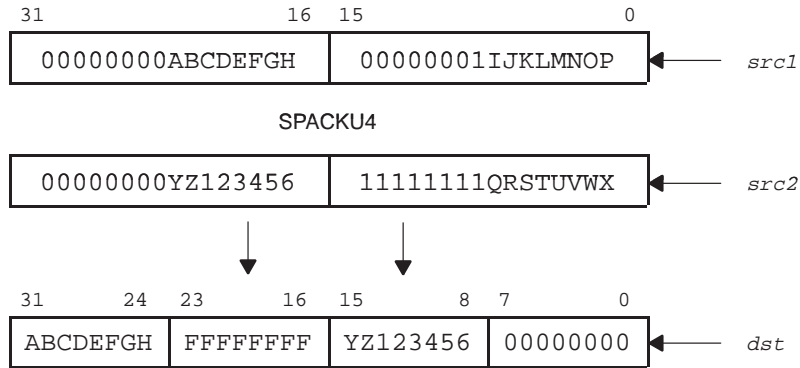 31 16 15 0
00000000ABCDEFGH 00000001IJKLMNOP src1
SPACKU4
00000000YZ123456 11111111QRSTUVWX src2
31 24 23 16 15 8 7 0
ABCDEFGH FFFFFFFF YZ123456 00000000 dst